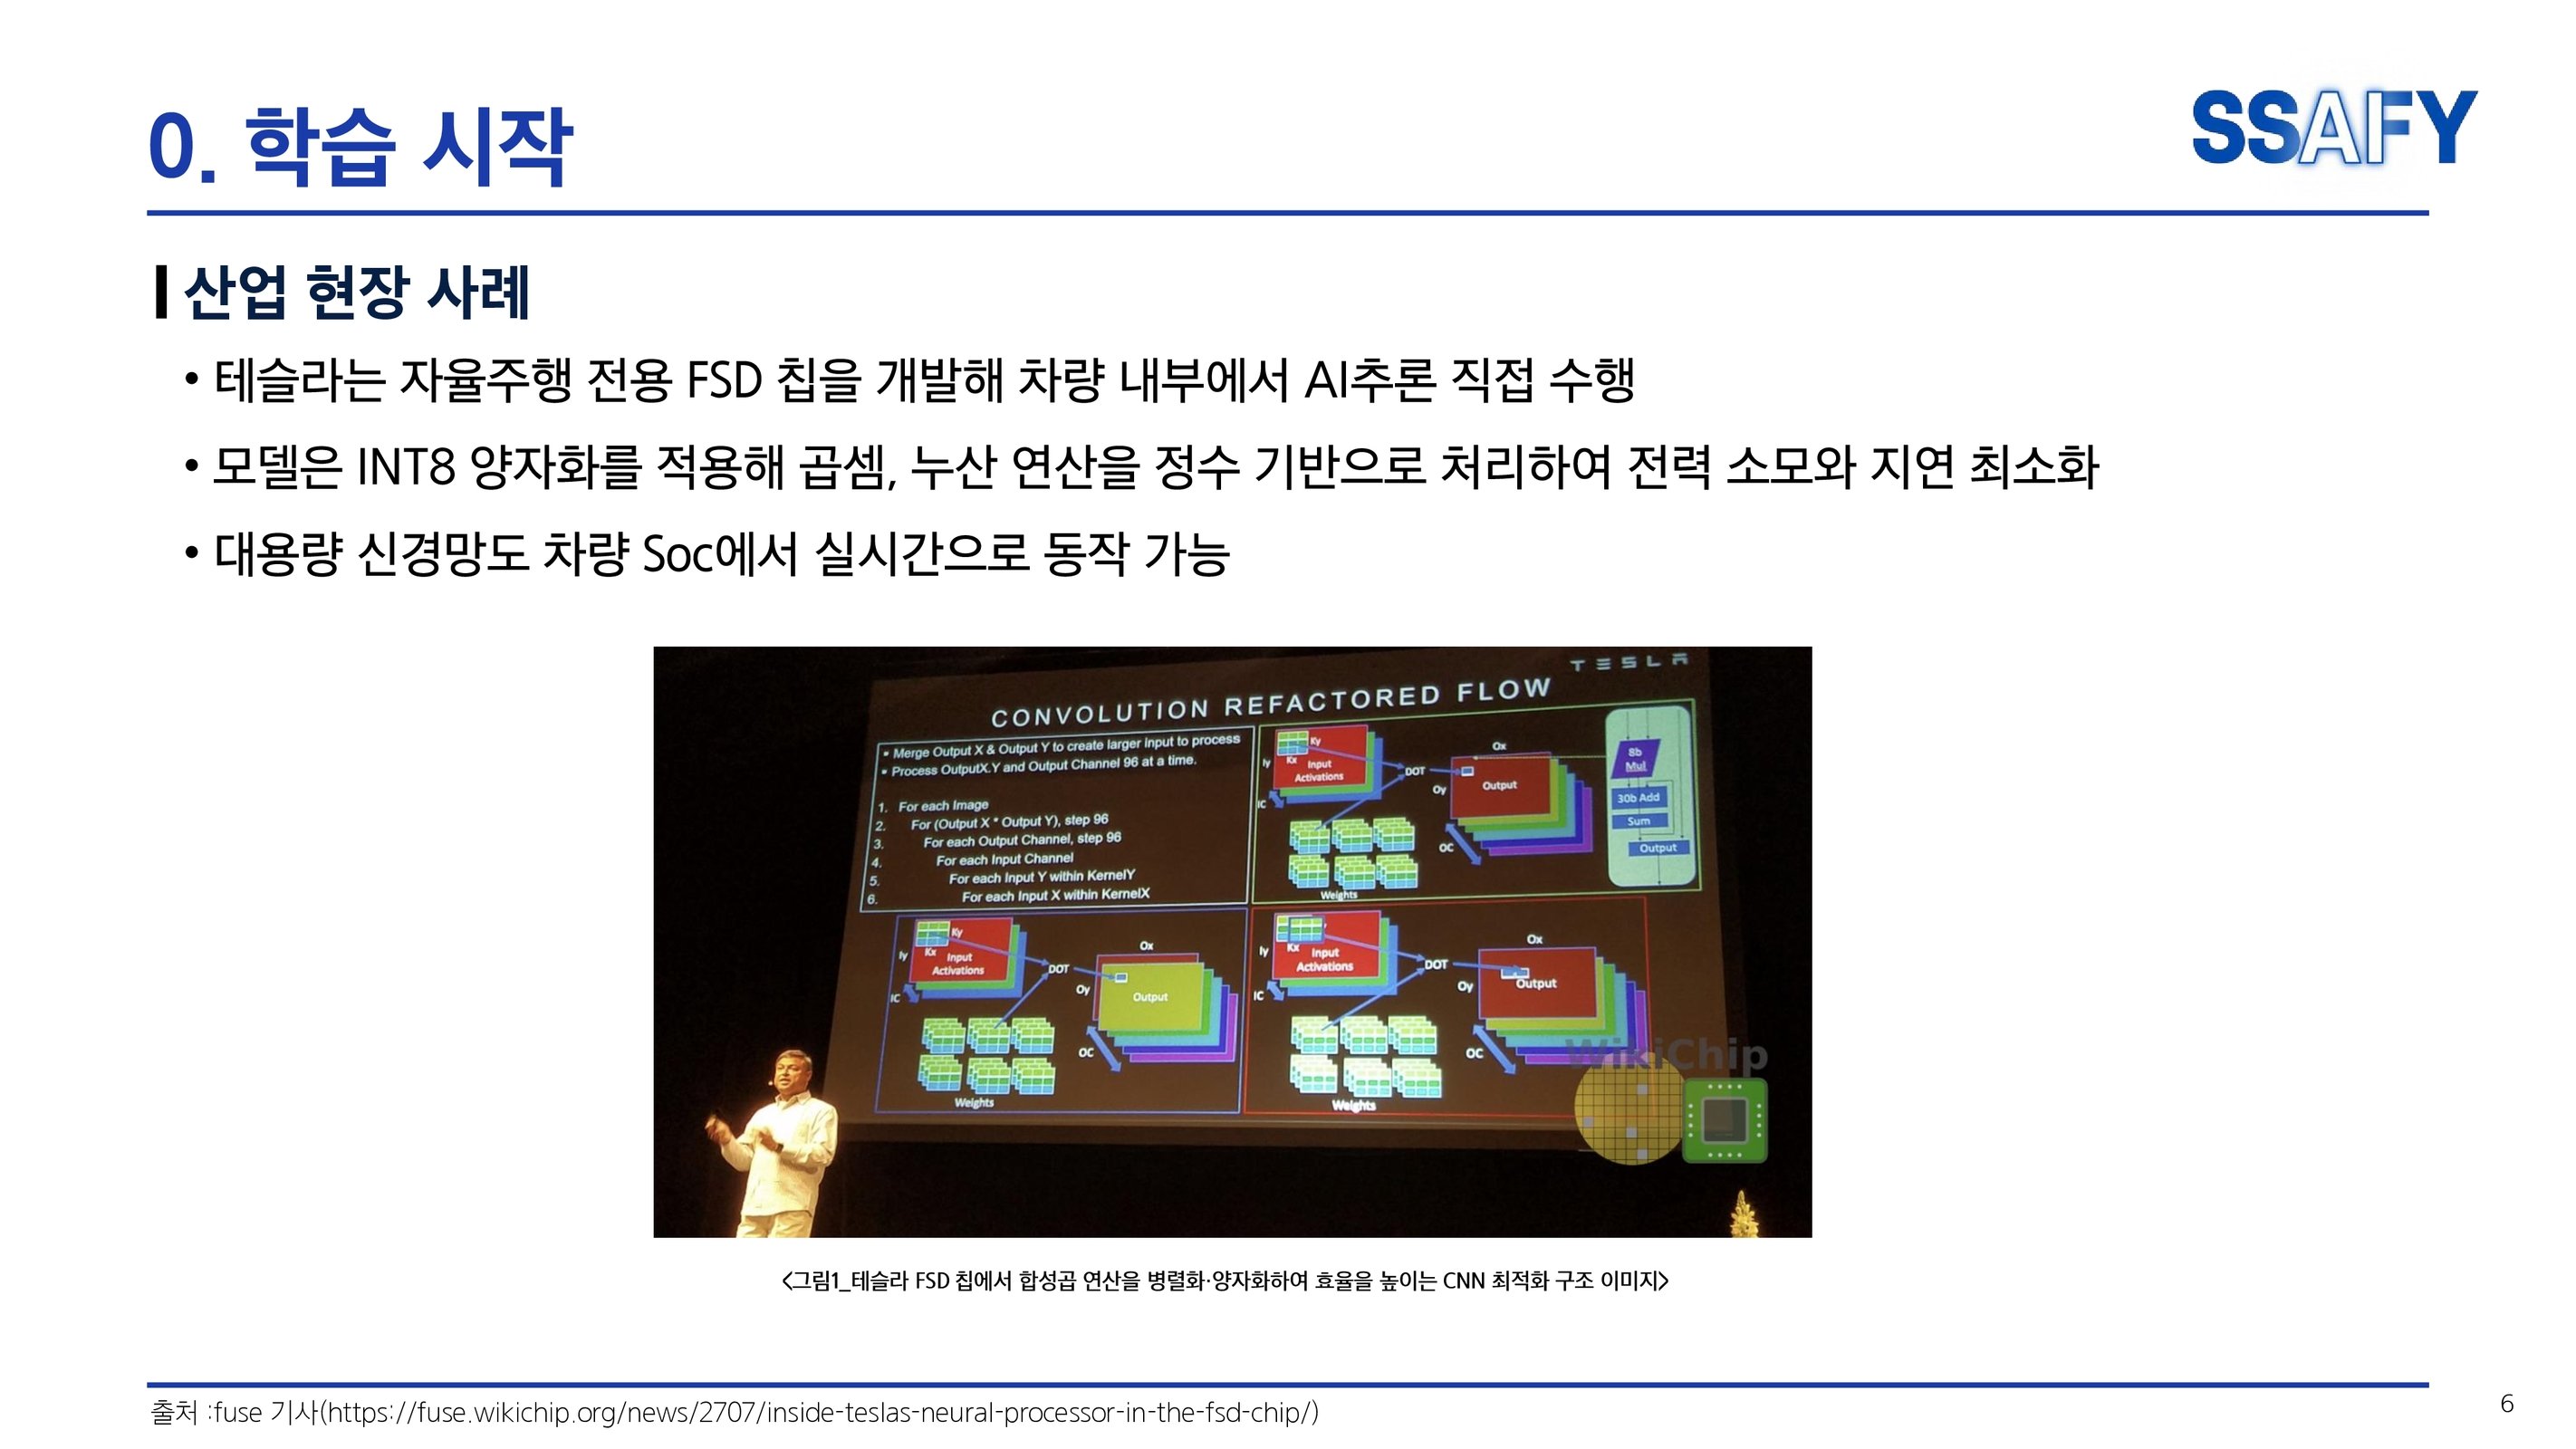 0. 학습 시작
SSAFY
산업 현장 사례
• 테슬라는 자율주행 전용 FSD 칩을 개발해 차량 내부에서 AI추론 직접 수행
• 모델은 INT8 양자화를 적용해 곱셈, 누산 연산을 정수 기반으로 처리하여 전력 소모와 지연 최소화
• 대용량 신경망도 차량 Soc에서 실시간으로 동작 가능
TESLA
CONVOLUTION REFACTORED FLOW
• Merge Output X & Output Y to create larger input to process
• Process OutputX.Y and Output Channel 96 at a time.
1. For each Image
2. For (Output X * Output Y), step 96
3. For each Output Channel, step 96
4. For each Input Channel
5. For each Input Y within KernelY
6. For each Input X within KernelX
Ky
Kx
Input
Activations
Iy
IC
DOT
Ox
Oy
Output
OC
Weights
8b
Mul
30b Add
Sum
Output
Ky
Kx
Input
Activations
Iy
IC
DOT
Ox
Oy
Output
OC
Weights
Kx
Input
Activations
Iy
IC
DOT
Ox
Oy
Output
OC
Weights
WikiChip
<그림1_테슬라 FSD 칩에서 합성곱 연산을 병렬화·양자화하여 효율을 높이는 CNN 최적화 구조 이미지>
출처 :fuse 기사(https://fuse.wikichip.org/news/2707/inside-teslas-neural-processor-in-the-fsd-chip/)
6